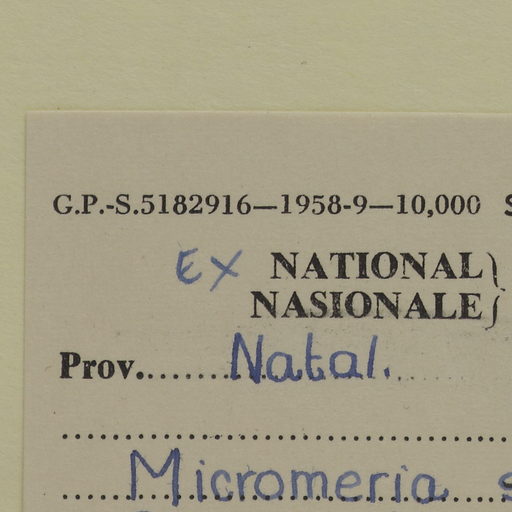 G.P.-S.5182916—1958-9—10,000 S
Ex NATIONAL
NASIONALE
Prov. Natal.
Micromeria s